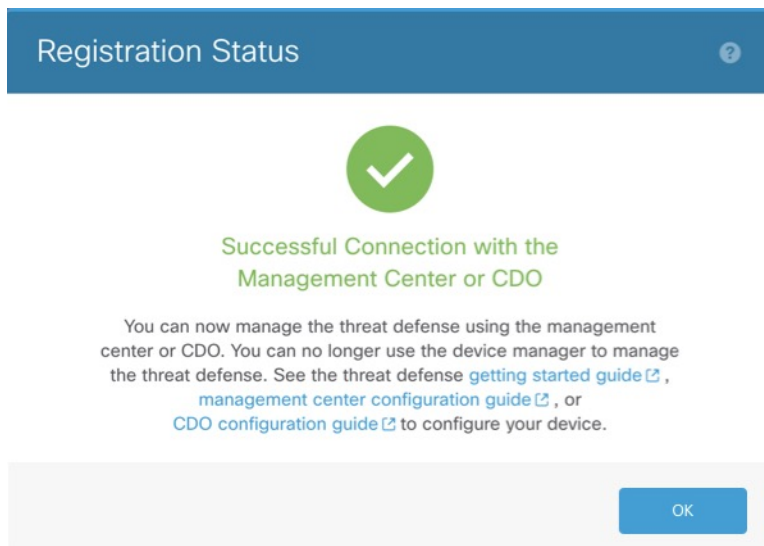 Registration Status
?
Successful Connection with the
Management Center or CDO
You can now manage the threat defense using the management
center or CDO. You can no longer use the device manager to manage
the threat defense. See the threat defense getting started guide ,
management center configuration guide , or
CDO configuration guide to configure your device.
OK